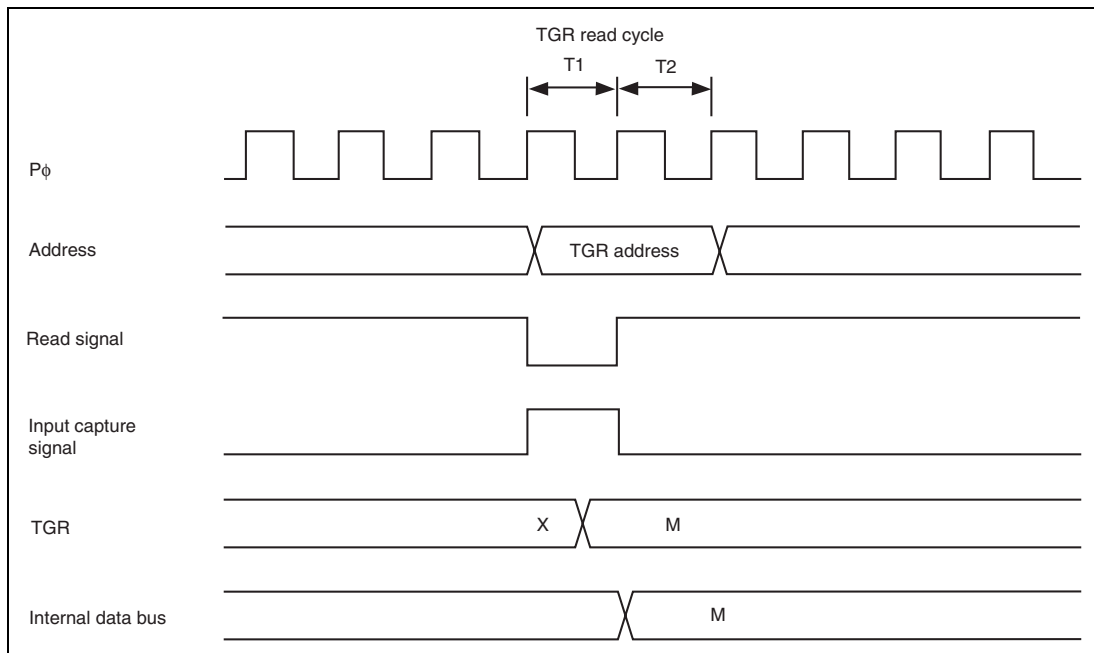 TGR read cycle
T1
T2
Pϕ
Address
TGR address
Read signal
Input capture
signal
TGR
X
M
Internal data bus
M